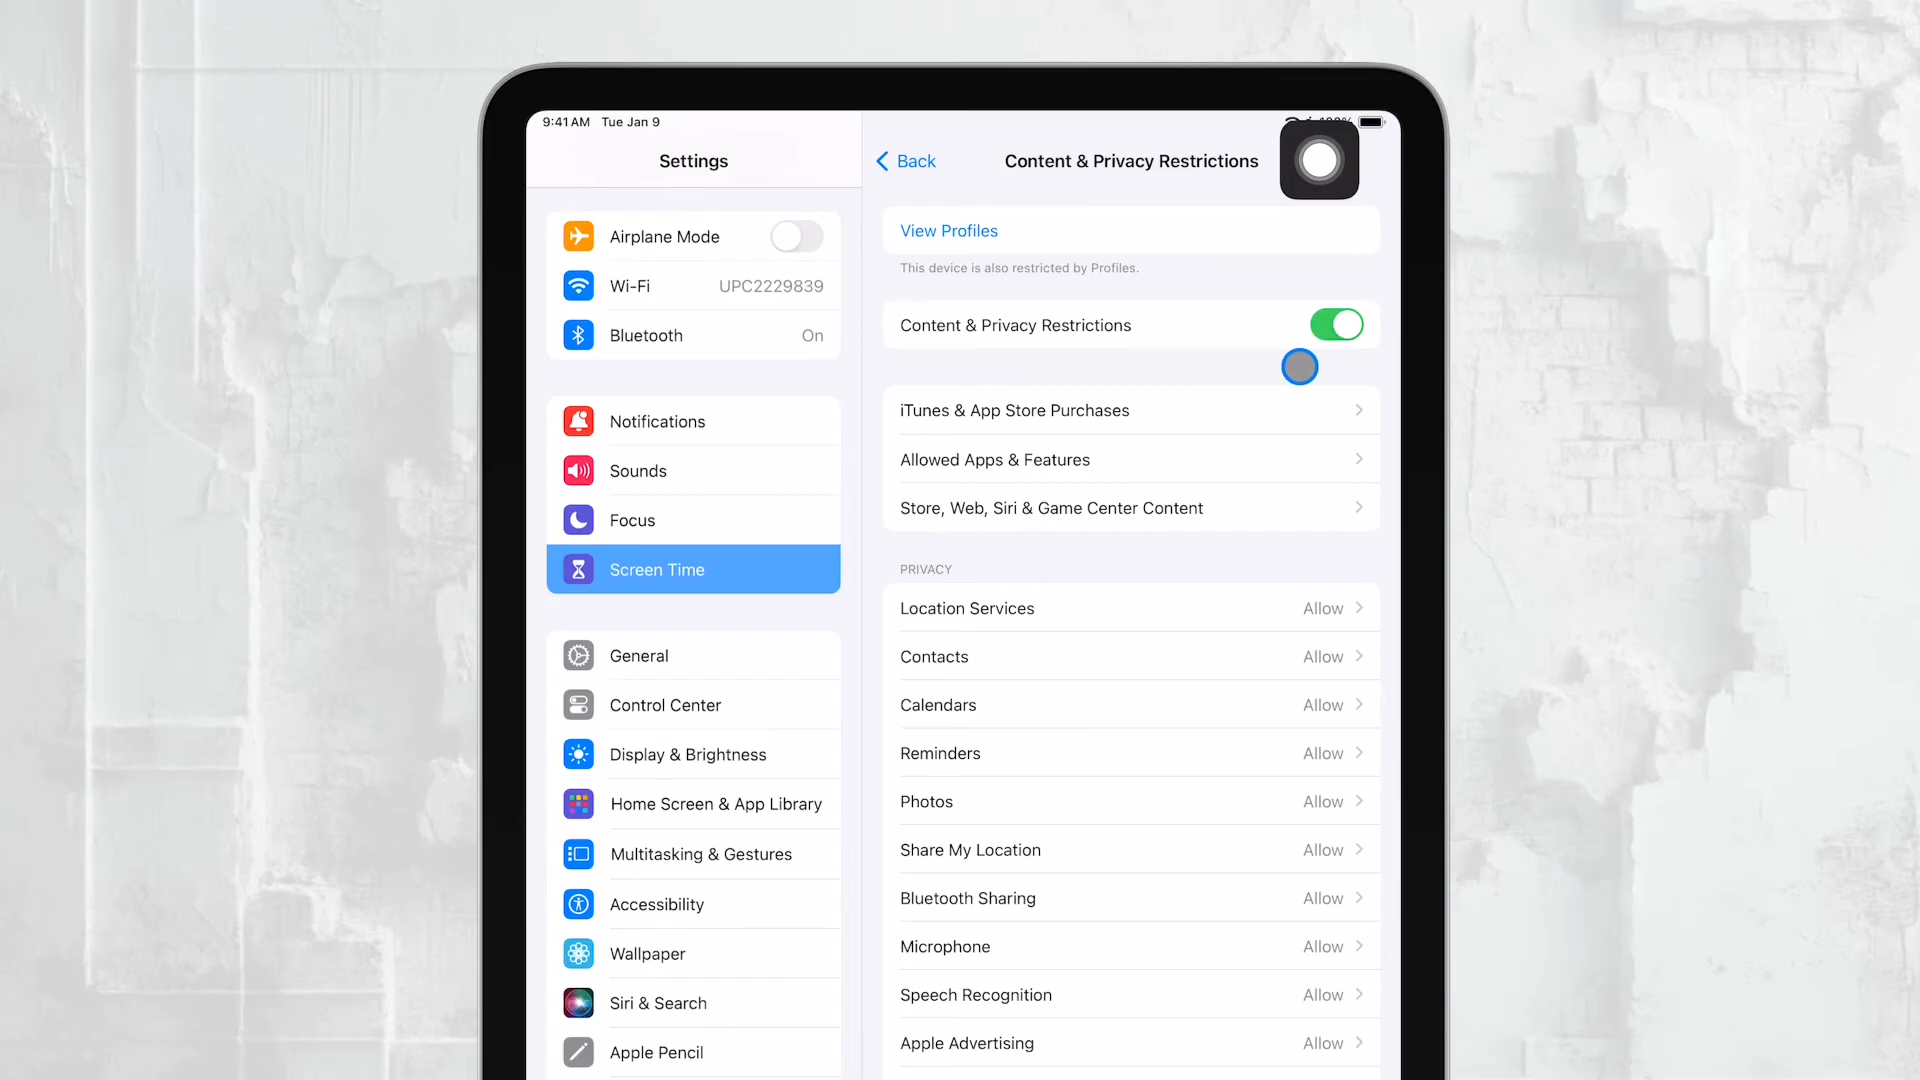 9:41 AM Tue Jan 9
Settings
Back
Content & Privacy Restrictions
View Profiles
This device is also restricted by Profiles.
Airplane Mode
Wi-Fi UPC2229839
Bluetooth On
Content & Privacy Restrictions
iTunes & App Store Purchases
Allowed Apps & Features
Store, Web, Siri & Game Center Content
Notifications
Sounds
Focus
Screen Time
PRIVACY
Location Services Allow
Contacts Allow
Calendars Allow
Reminders Allow
Photos Allow
Share My Location Allow
Bluetooth Sharing Allow
Microphone Allow
Speech Recognition Allow
Apple Advertising Allow
General
Control Center
Display & Brightness
Home Screen & App Library
Multitasking & Gestures
Accessibility
Wallpaper
Siri & Search
Apple Pencil